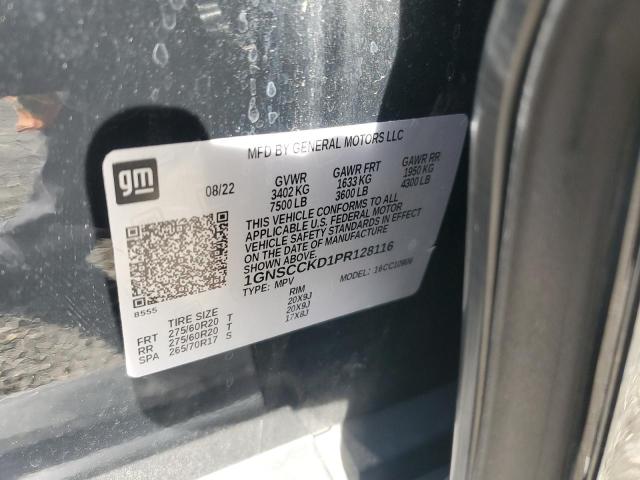 MFD BY GENERAL MOTORS LLC
gm
08/22
GVWR GAWR FRT GAWR RR
3402 KG 1633 KG 1950 KG
7500 LB 3600 LB 4300 LB
THIS VEHICLE CONFORMS TO ALL
APPLICABLE U.S. FEDERAL MOTOR
VEHICLE SAFETY STANDARDS IN EFFECT
ON THE DATE OF MANUFACTURE
SHOWN ABOVE.
1GNSCCKD1PR128116
TYPE: MPV MODEL:
8555
TIRE SIZE RIM
FRT 275/60R20 T 20X9J
RR 275/60R20 T 20X9J
SPA 265/70R17 S 17X8J